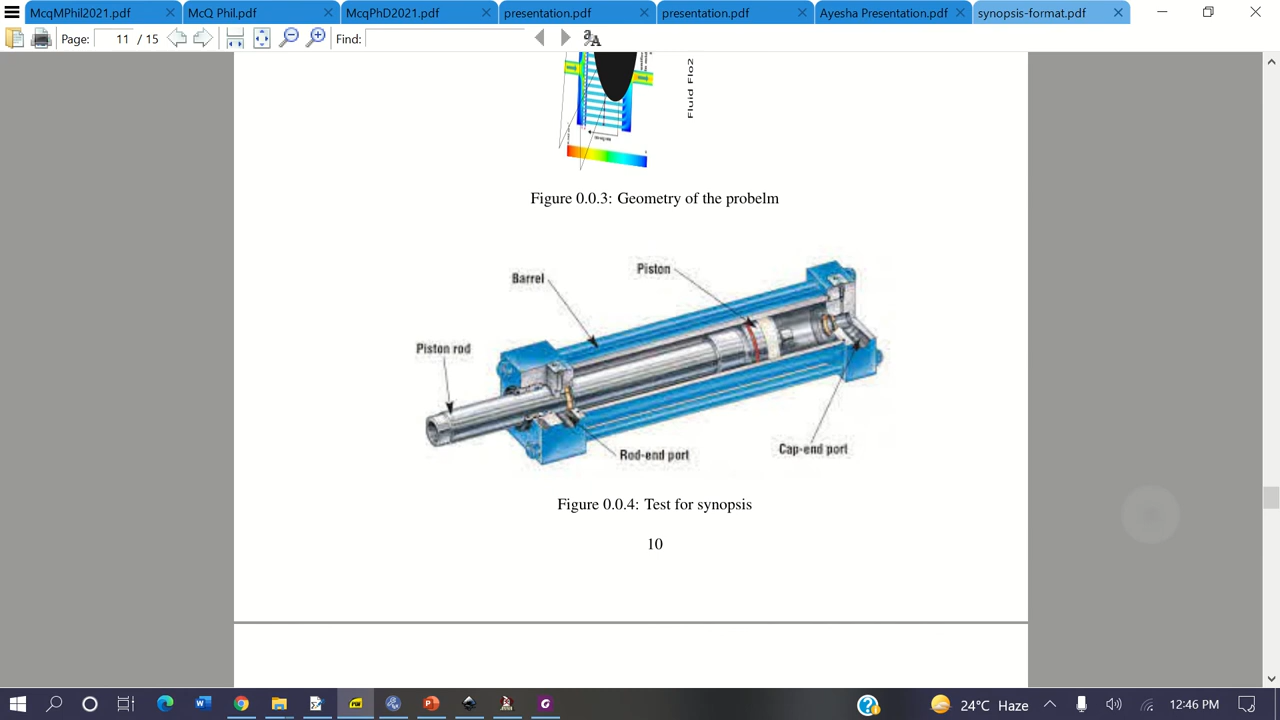 McqMPhil2021.pdf McQ Phil.pdf McqPhD2021.pdf presentation.pdf presentation.pdf Ayesha Presentation.pdf synopsis-format.pdf
Page: 11 / 15 Find:
Fluid Flo2
Figure 0.0.3: Geometry of the probelm
Piston
Barrel
Piston rod
Rod-end port
Cap-end port
Figure 0.0.4: Test for synopsis
10
24°C Haze 12:46 PM